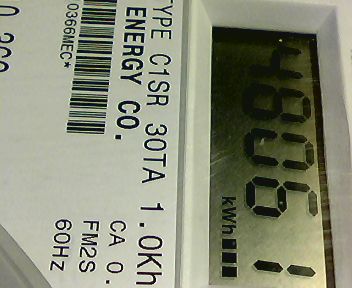 48061
kWh
TYPE C1SR 30TA 1.0Kh
ENERGY CO.
CA 0.
FM2S
60Hz
0366MEC*